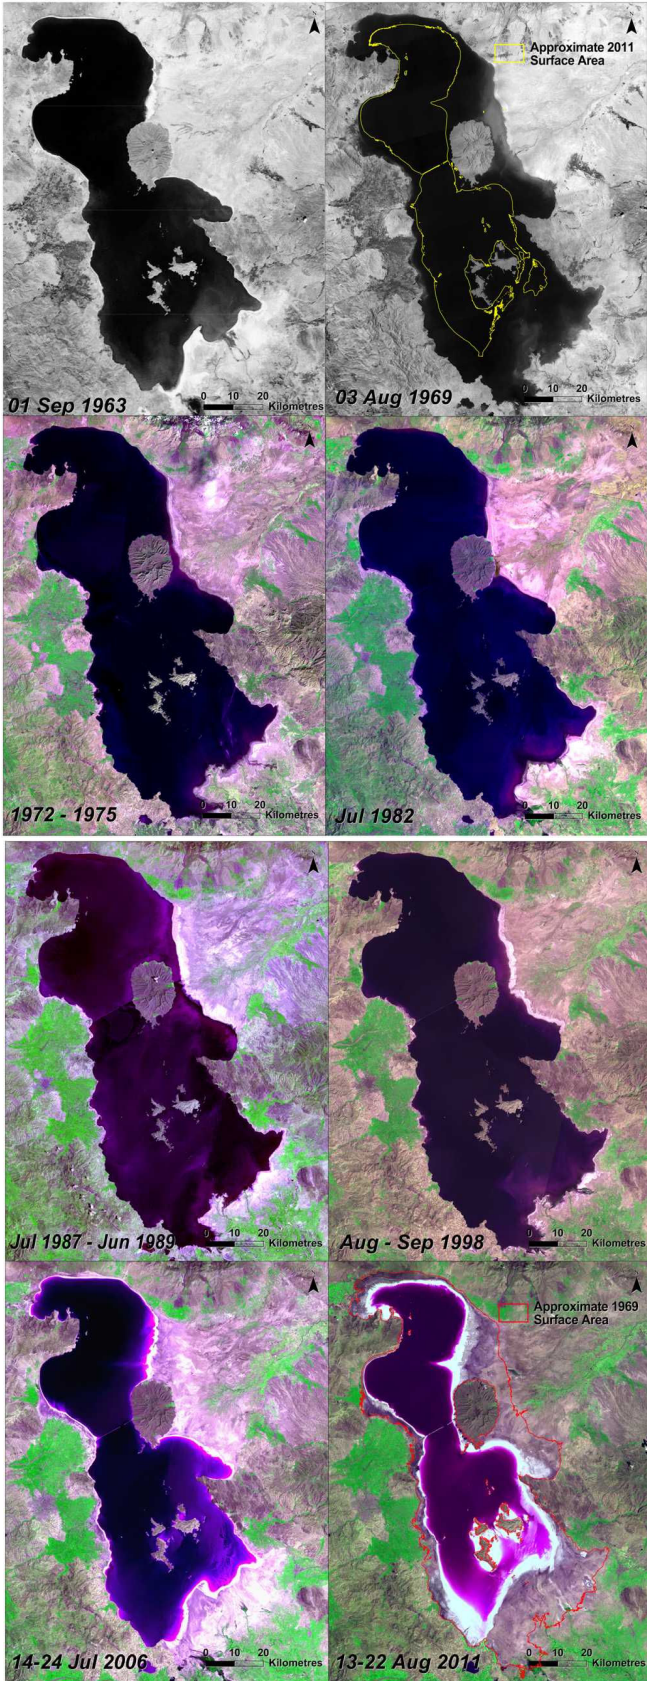 Approximate 2011
Surface Area
01 Sep 1963
0 10 20
Kilometres
03 Aug 1969
0 10 20
Kilometres
1972 - 1975
0 10 20
Kilometres
Jul 1982
0 10 20
Kilometres
Jul 1987 - Jun 1989
0 10 20
Kilometres
Aug - Sep 1998
0 10 20
Kilometres
Approximate 1969
Surface Area
14-24 Jul 2006
0 10 20
Kilometres
13-22 Aug 2011
0 10 20
Kilometres